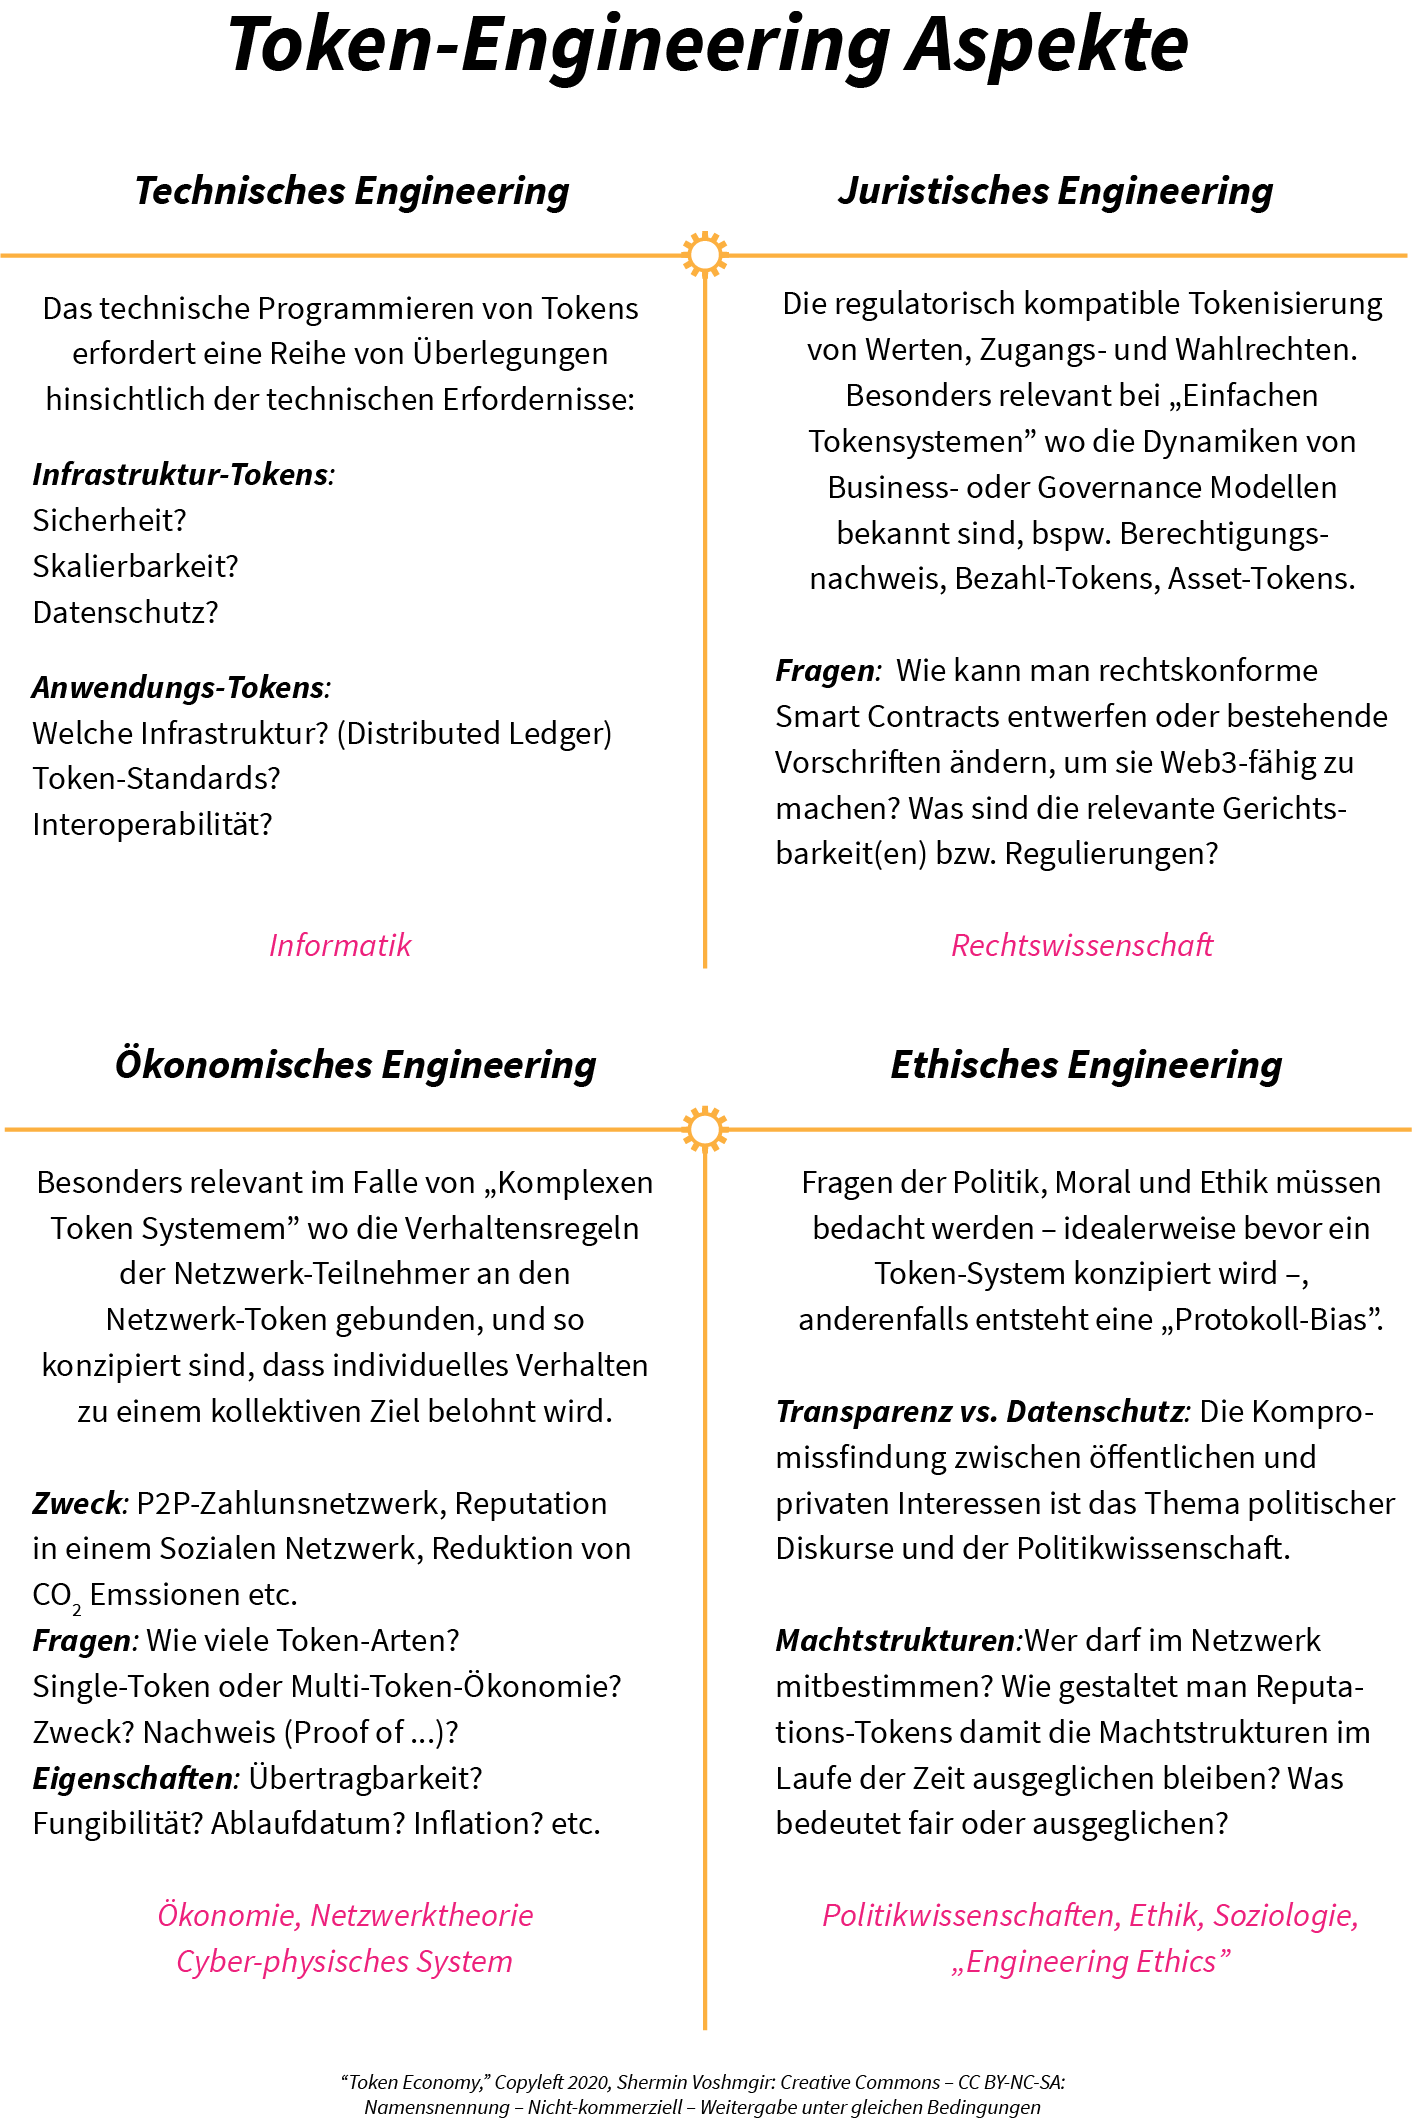 Token-Engineering Aspekte
Technisches Engineering
Das technische Programmieren von Tokens
erfordert eine Reihe von Überlegungen
hinsichtlich der technischen Erfordernisse:
Infrastruktur-Tokens:
Sicherheit?
Skalierbarkeit?
Datenschutz?
Anwendungs-Tokens:
Welche Infrastruktur? (Distributed Ledger)
Token-Standards?
Interoperabilität?
Informatik
Juristisches Engineering
Die regulatorisch kompatible Tokenisierung
von Werten, Zugangs- und Wahlrechten.
Besonders relevant bei „Einfachen
Tokensystemen” wo die Dynamiken von
Business- oder Governance Modellen
bekannt sind, bspw. Berechtigungs-
nachweis, Bezahl-Tokens, Asset-Tokens.
Fragen: Wie kann man rechtskonforme
Smart Contracts entwerfen oder bestehende
Vorschriften ändern, um sie Web3-fähig zu
machen? Was sind die relevante Gerichts-
barkeit(en) bzw. Regulierungen?
Rechtswissenschaft
Ökonomisches Engineering
Besonders relevant im Falle von „Komplexen
Token Systemem” wo die Verhaltensregeln
der Netzwerk-Teilnehmer an den
Netzwerk-Token gebunden, und so
konzipiert sind, dass individuelles Verhalten
zu einem kollektiven Ziel belohnt wird.
Zweck: P2P-Zahlunsnetzwerk, Reputation
in einem Sozialen Netzwerk, Reduktion von
CO₂ Emssionen etc.
Fragen: Wie viele Token-Arten?
Single-Token oder Multi-Token-Ökonomie?
Zweck? Nachweis (Proof of ...)?
Eigenschaften: Übertragbarkeit?
Fungibilität? Ablaufdatum? Inflation? etc.
Ökonomie, Netzwerktheorie
Cyber-physisches System
Ethisches Engineering
Fragen der Politik, Moral und Ethik müssen
bedacht werden – idealerweise bevor ein
Token-System konzipiert wird –,
anderenfalls entsteht eine „Protokoll-Bias”.
Transparenz vs. Datenschutz: Die Kompro-
missfindung zwischen öffentlichen und
privaten Interessen ist das Thema politischer
Diskurse und der Politikwissenschaft.
Machtstrukturen:Wer darf im Netzwerk
mitbestimmen? Wie gestaltet man Reputa-
tions-Tokens damit die Machtstrukturen im
Laufe der Zeit ausgeglichen bleiben? Was
bedeutet fair oder ausgeglichen?
Politikwissenschaften, Ethik, Soziologie,
„Engineering Ethics”
“Token Economy,” Copyleft 2020, Shermin Voshmgir: Creative Commons – CC BY-NC-SA:
Namensnennung – Nicht-kommerziell – Weitergabe unter gleichen Bedingungen